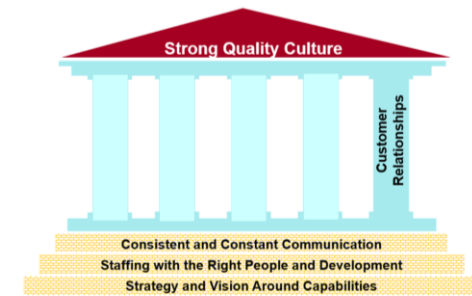 Strong Quality Culture
Customer
Relationships
Consistent and Constant Communication
Staffing with the Right People and Development
Strategy and Vision Around Capabilities